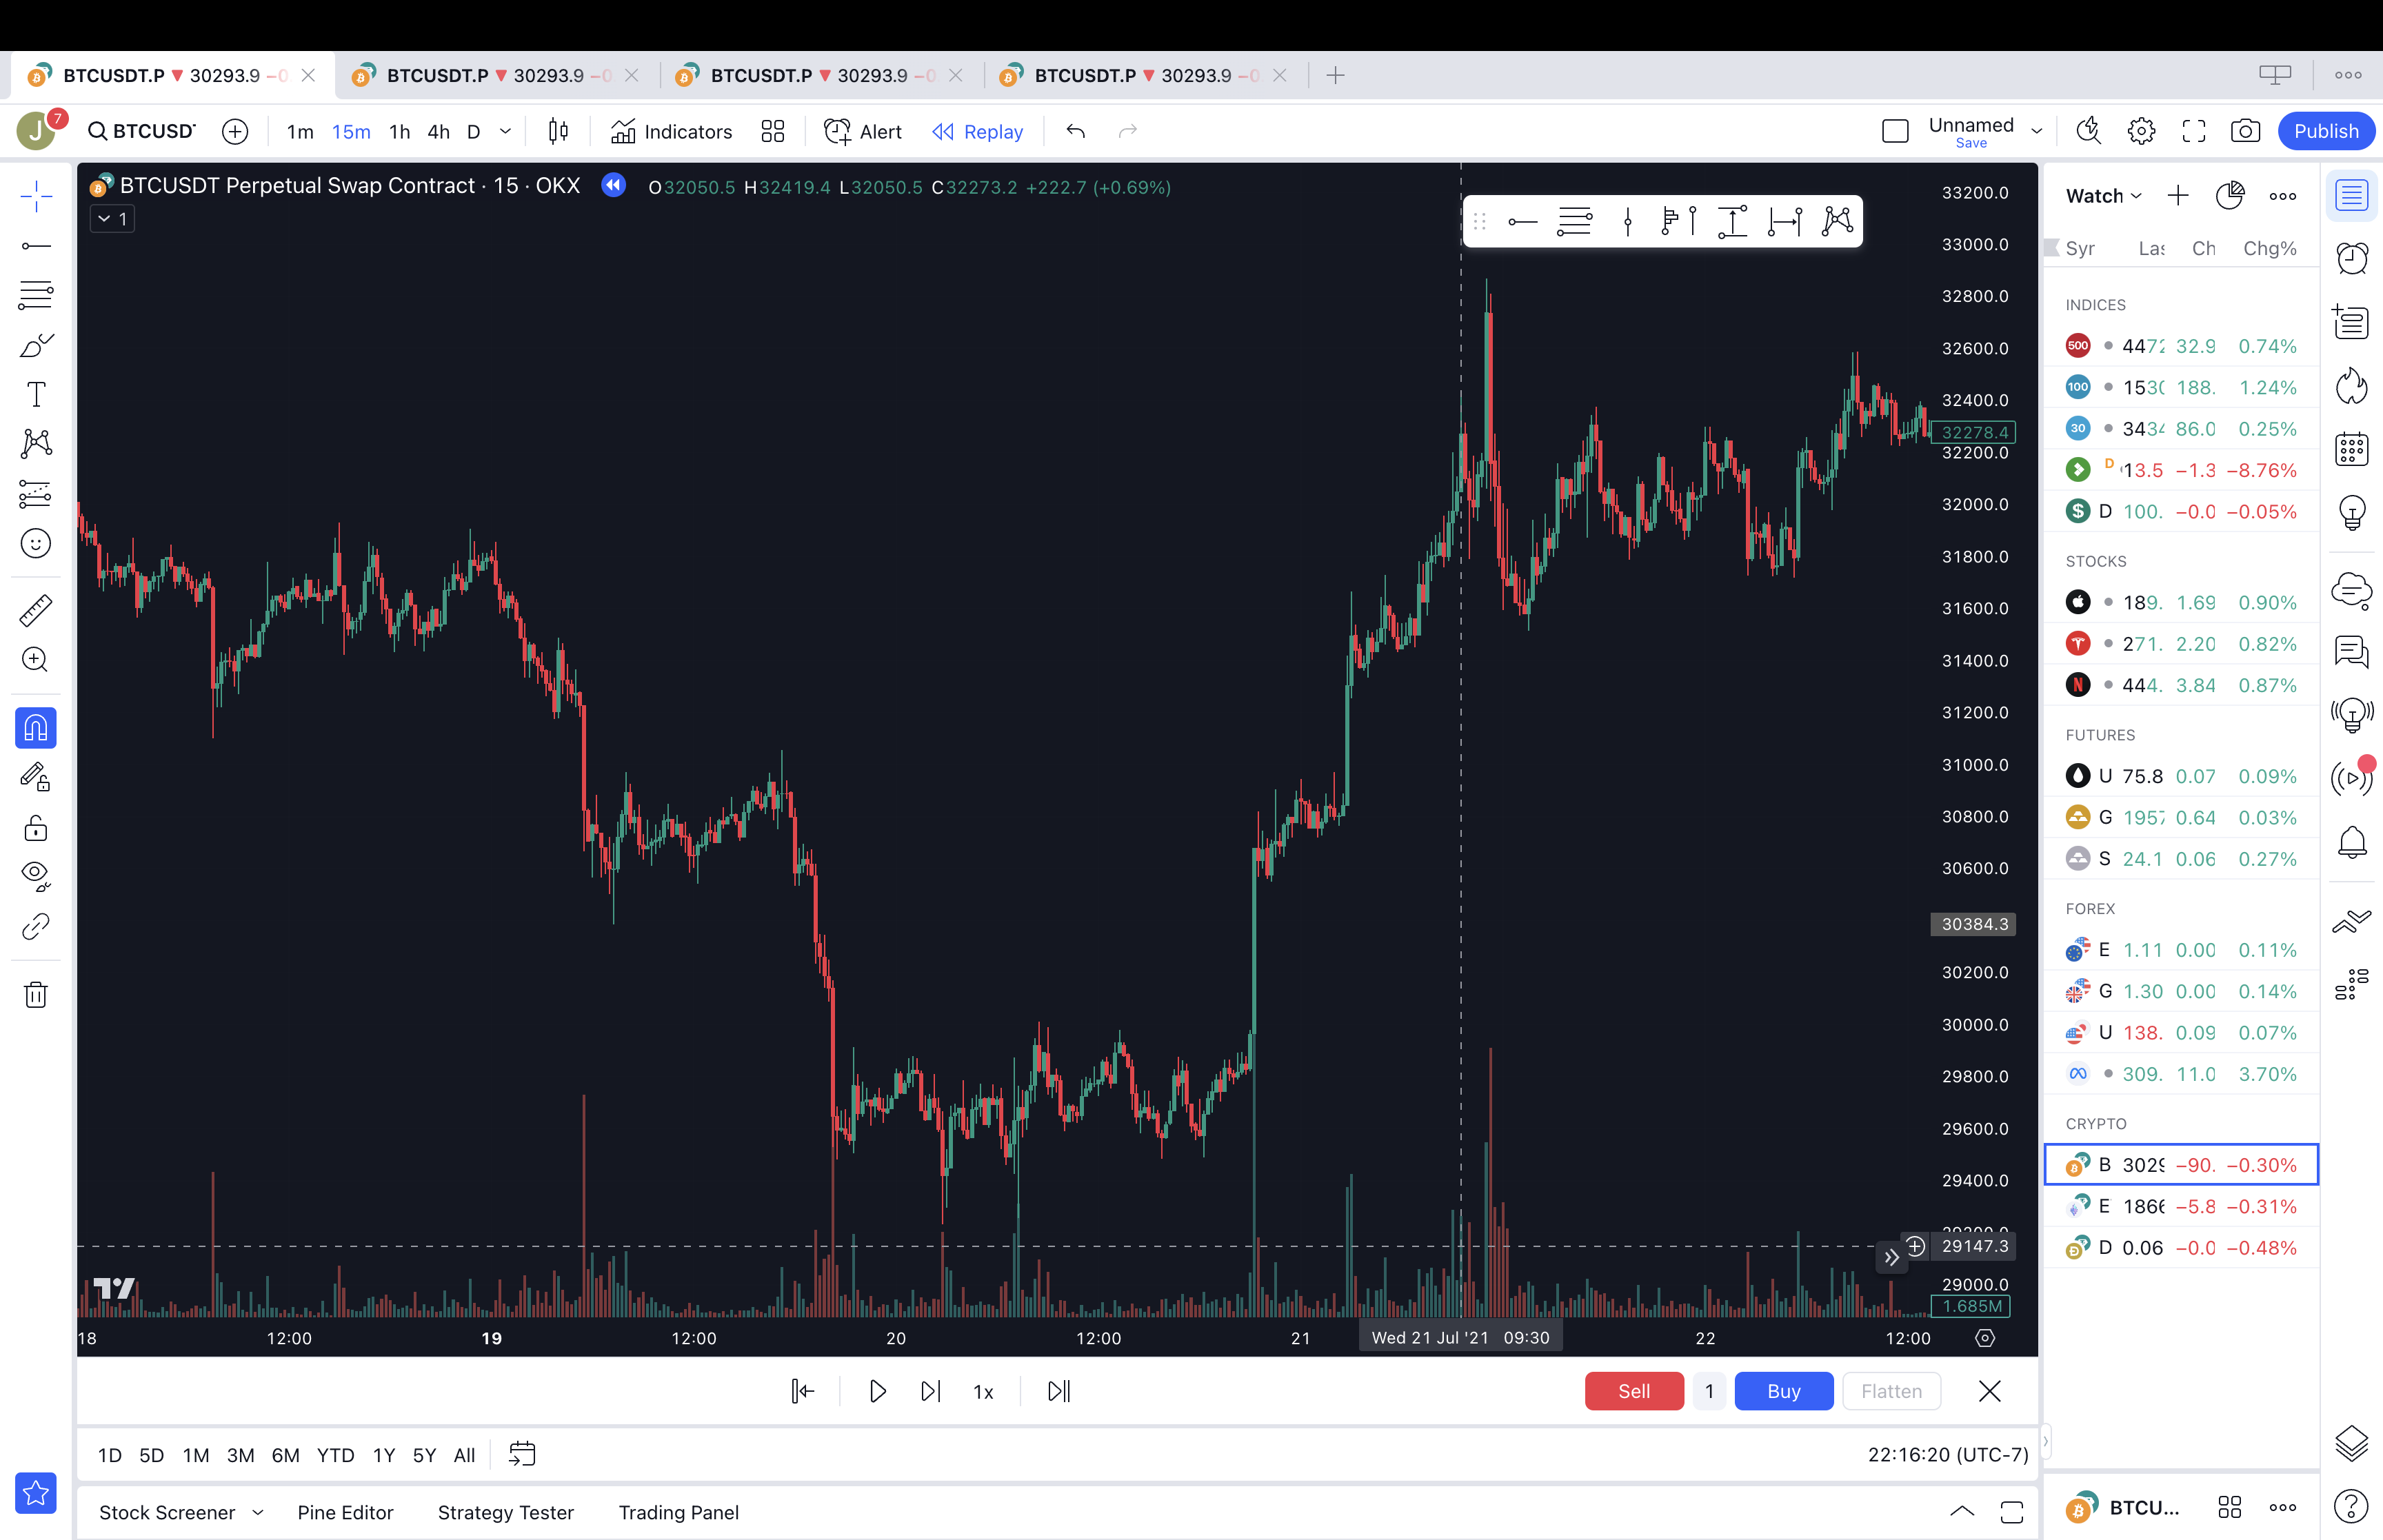 BTCUSDT.P ▼ 30293.9 −0 BTCUSDT.P ▼ 30293.9 −0 BTCUSDT.P ▼ 30293.9 −0 BTCUSDT.P ▼ 30293.9 −0
J 7 BTCUSD 1m 15m 1h 4h D Indicators Alert Replay Unnamed Publish
Save
BTCUSDT Perpetual Swap Contract · 15 · OKX O32050.5 H32419.4 L32050.5 C32273.2 +222.7 (+0.69%)
1
33200.0
33000.0
32800.0
32600.0
32400.0
32278.4
32200.0
32000.0
31800.0
31600.0
31400.0
31200.0
31000.0
30800.0
30600.0
30384.3
30200.0
30000.0
29800.0
29600.0
29400.0
29200.0
29147.3
29000.0
1.685M
18 12:00 19 12:00 20 12:00 21 Wed 21 Jul '21 09:30 22 12:00
Watch
Syr Las Ch Chg%
INDICES
500 4472 32.9 0.74%
100 1530 188. 1.24%
30 3434 86.0 0.25%
D 13.5 −1.3 −8.76%
$ D 100. −0.0 −0.05%
STOCKS
189. 1.69 0.90%
271. 2.20 0.82%
N 444. 3.84 0.87%
FUTURES
U 75.8 0.07 0.09%
G 1957 0.64 0.03%
S 24.1 0.06 0.27%
FOREX
E 1.11 0.00 0.11%
G 1.30 0.00 0.14%
U 138. 0.09 0.07%
309. 11.0 3.70%
CRYPTO
B 3029 −90. −0.30%
E 1866 −5.8 −0.31%
D 0.06 −0.0 −0.48%
1x Sell 1 Buy Flatten
1D 5D 1M 3M 6M YTD 1Y 5Y All 22:16:20 (UTC-7)
Stock Screener Pine Editor Strategy Tester Trading Panel
BTCU...